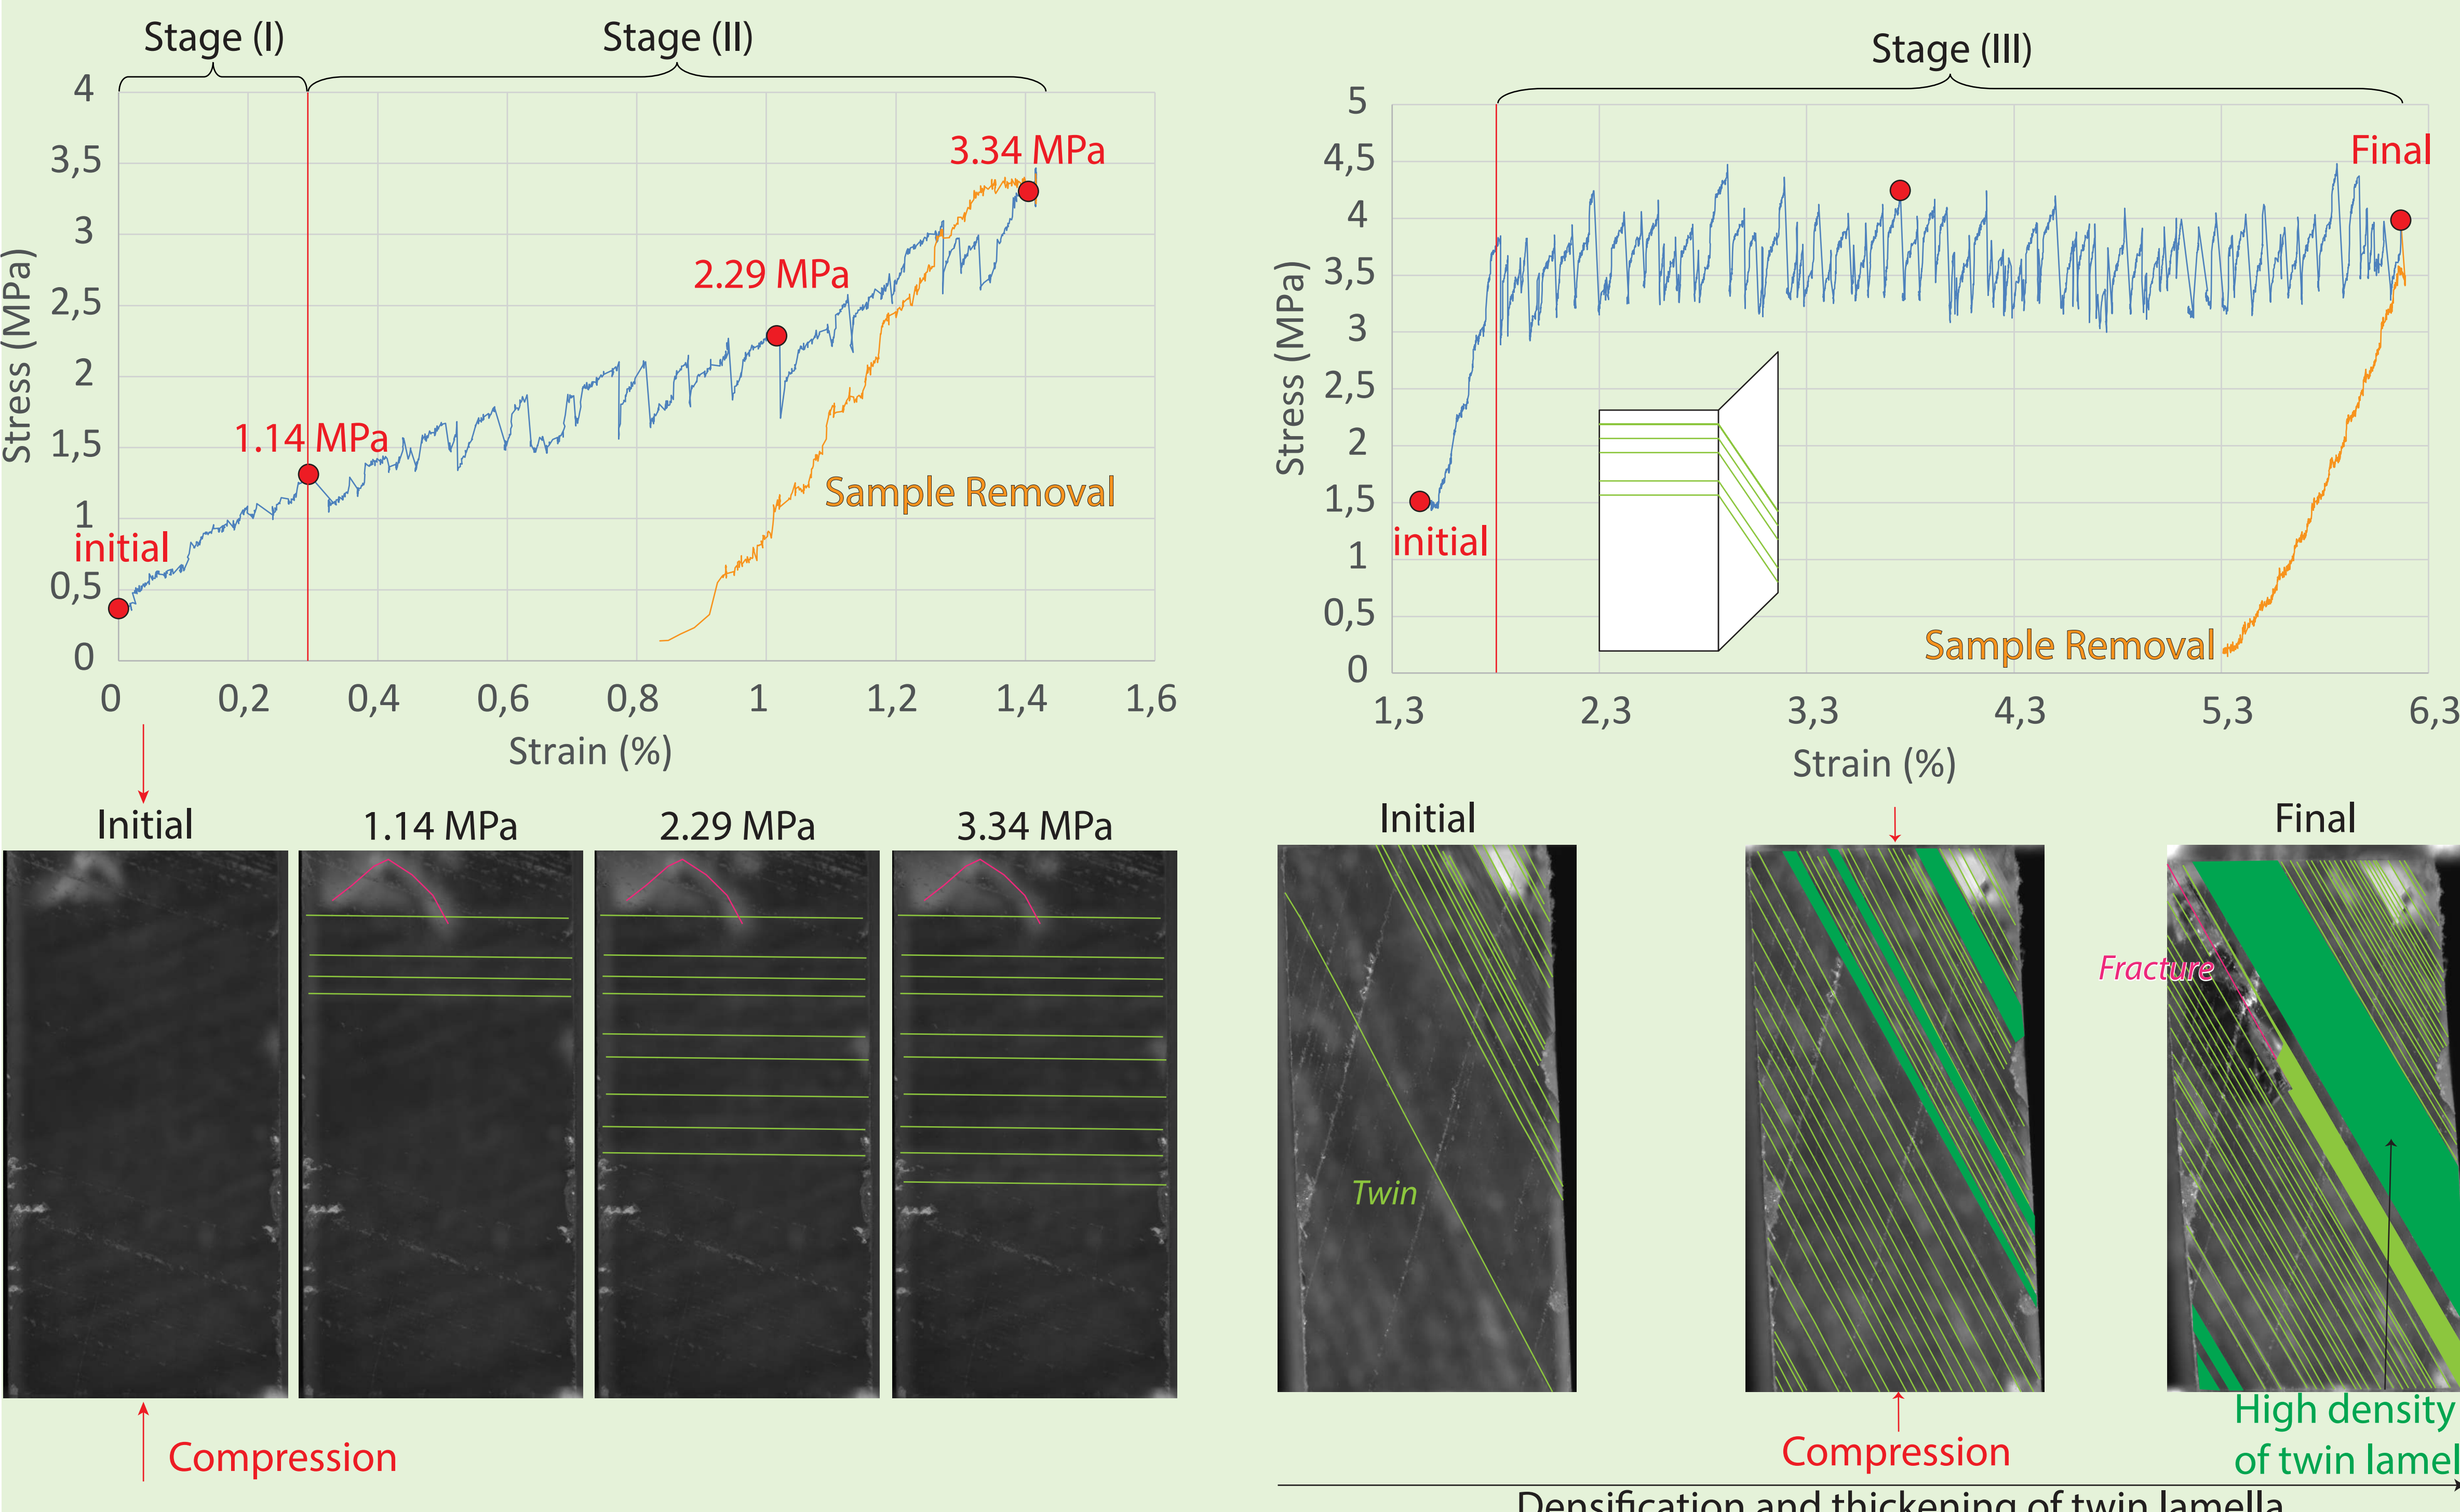 Stage (I)
Stage (II)
4
3,5
3
2,5
2
1,5
1
0,5
0
Stress (MPa)
3.34 MPa
2.29 MPa
1.14 MPa
initial
Sample Removal
0
0,2
0,4
0,6
0,8
1
1,2
1,4
1,6
Strain (%)
Stage (III)
5
4,5
4
3,5
3
2,5
2
1,5
1
0,5
0
Stress (MPa)
Final
initial
Sample Removal
1,3
2,3
3,3
4,3
5,3
6,3
Strain (%)
Initial
1.14 MPa
2.29 MPa
3.34 MPa
Compression
Initial
Final
Twin
Fracture
Compression
High density
of twin lamel
Densification and thickening of twin lamella